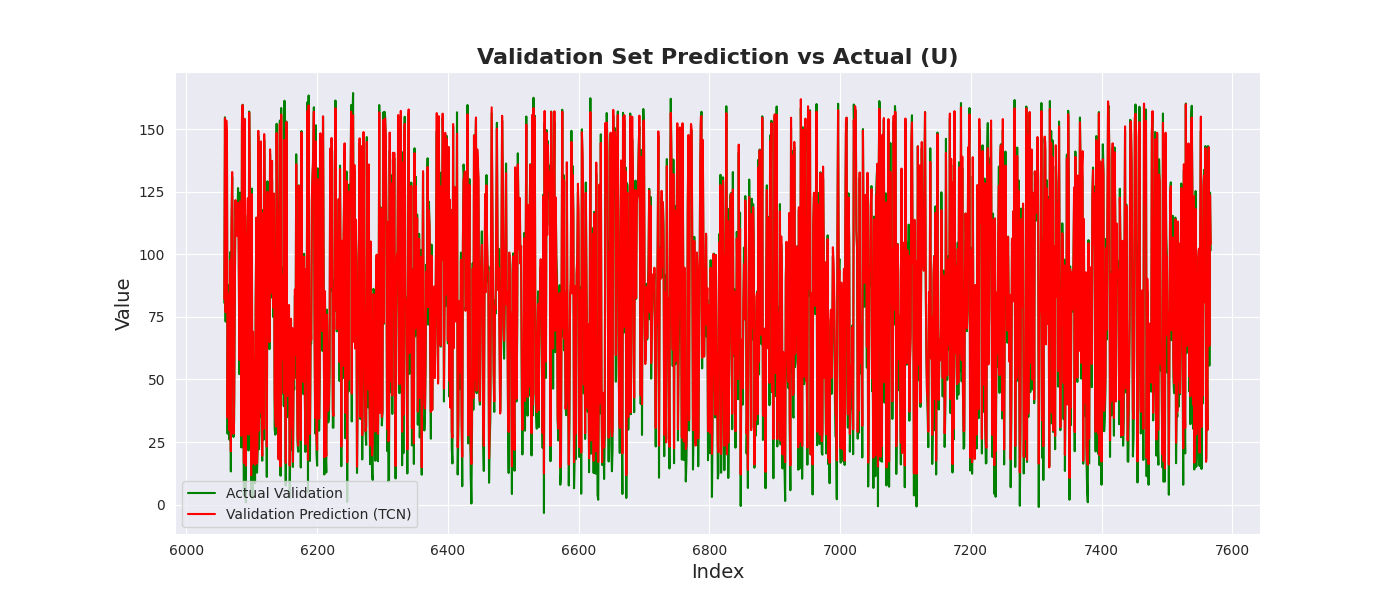 Validation Set Prediction vs Actual (U)
Value
150
125
100
75
50
25
0
Actual Validation
Validation Prediction (TCN)
6000 6200 6400 6600 6800 7000 7200 7400 7600
Index